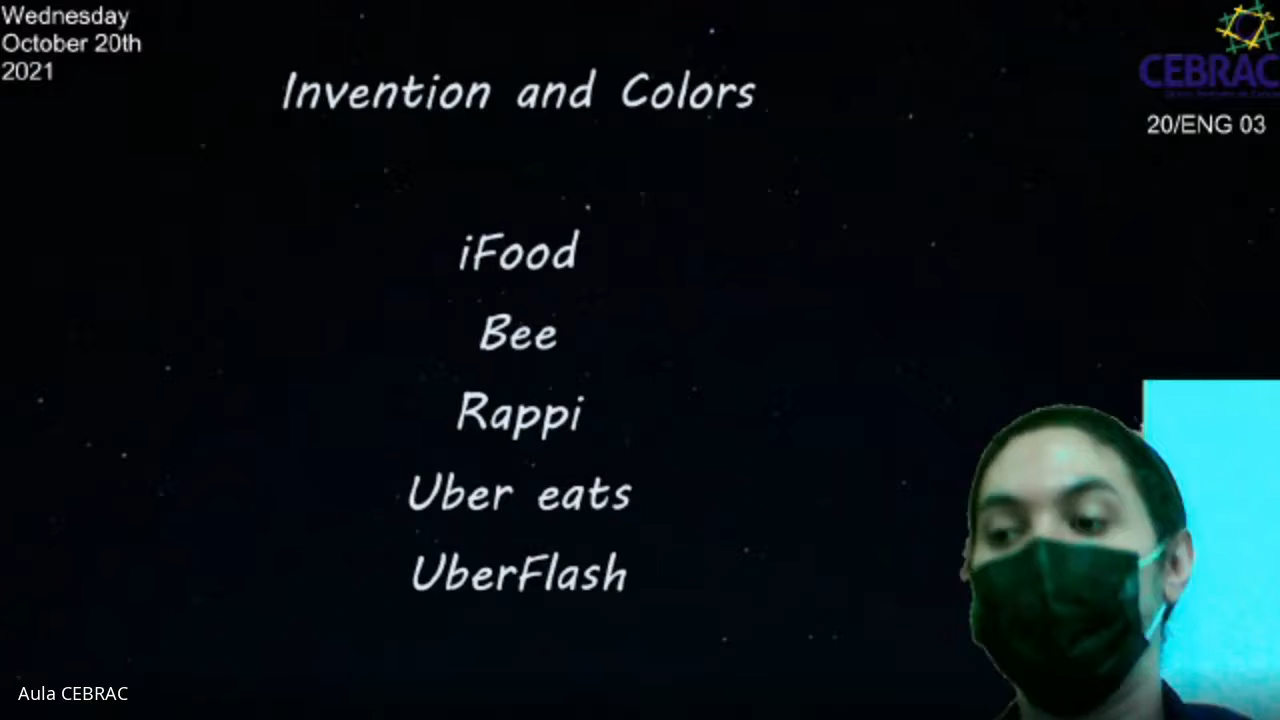 Wednesday
October 20th
2021
CEBRAC
20/ENG 03
Invention and Colors
iFood
Bee
Rappi
Uber eats
UberFlash
Aula CEBRAC